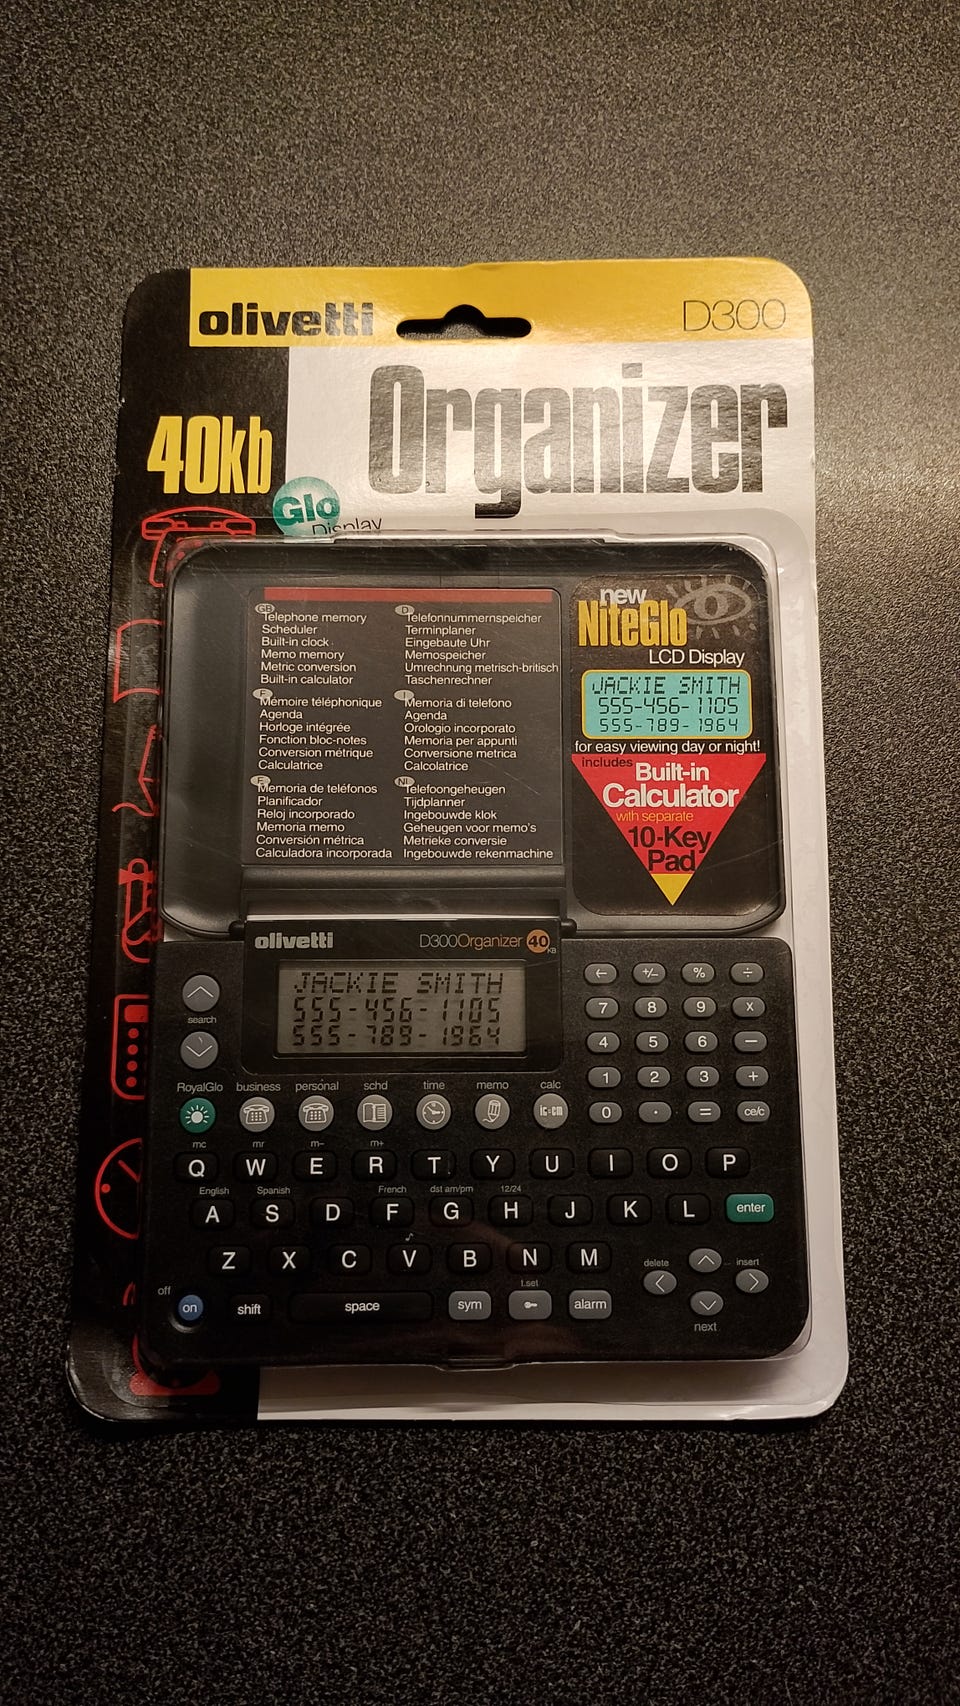 olivetti
D300
Organizer
40kb
Glo
Display
GB
Telephone memory
Scheduler
Built-in clock
Memo memory
Metric conversion
Built-in calculator
D
Telefonnummernspeicher
Terminplaner
Eingebaute Uhr
Memospeicher
Umrechnung metrisch-britisch
Taschenrechner
F
Mémoire téléphonique
Agenda
Horloge intégrée
Fonction bloc-notes
Conversion métrique
Calculatrice
I
Memoria di telefono
Agenda
Orologio incorporato
Memoria per appunti
Conversione metrica
Calcolatrice
E
Memoria de teléfonos
Planificador
Reloj incorporado
Memoria memo
Conversión métrica
Calculadora incorporada
NL
Telefoongeheugen
Tijdplanner
Ingebouwde klok
Geheugen voor memo's
Metrieke conversie
Ingebouwde rekenmachine
new
NiteGlo
LCD Display
JACKIE SMITH
555-456-1105
555-789-1964
for easy viewing day or night!
includes
Built-in
Calculator
with separate
10-Key
Pad
olivetti
D300Organizer 40 KB
JACKIE SMITH
555-456-1105
555-789-1964
search
← +/- % ÷
7 8 9 x
4 5 6 −
1 2 3 +
0 . = ce/c
RoyalGlo business personal schd time memo calc
ic:cm
mc mr m- m+
Q W E R T Y U I O P
English Spanish French dst am/pm 12/24
A S D F G H J K L enter
♪
Z X C V B N M
delete insert
off t.set
on shift space sym alarm
next